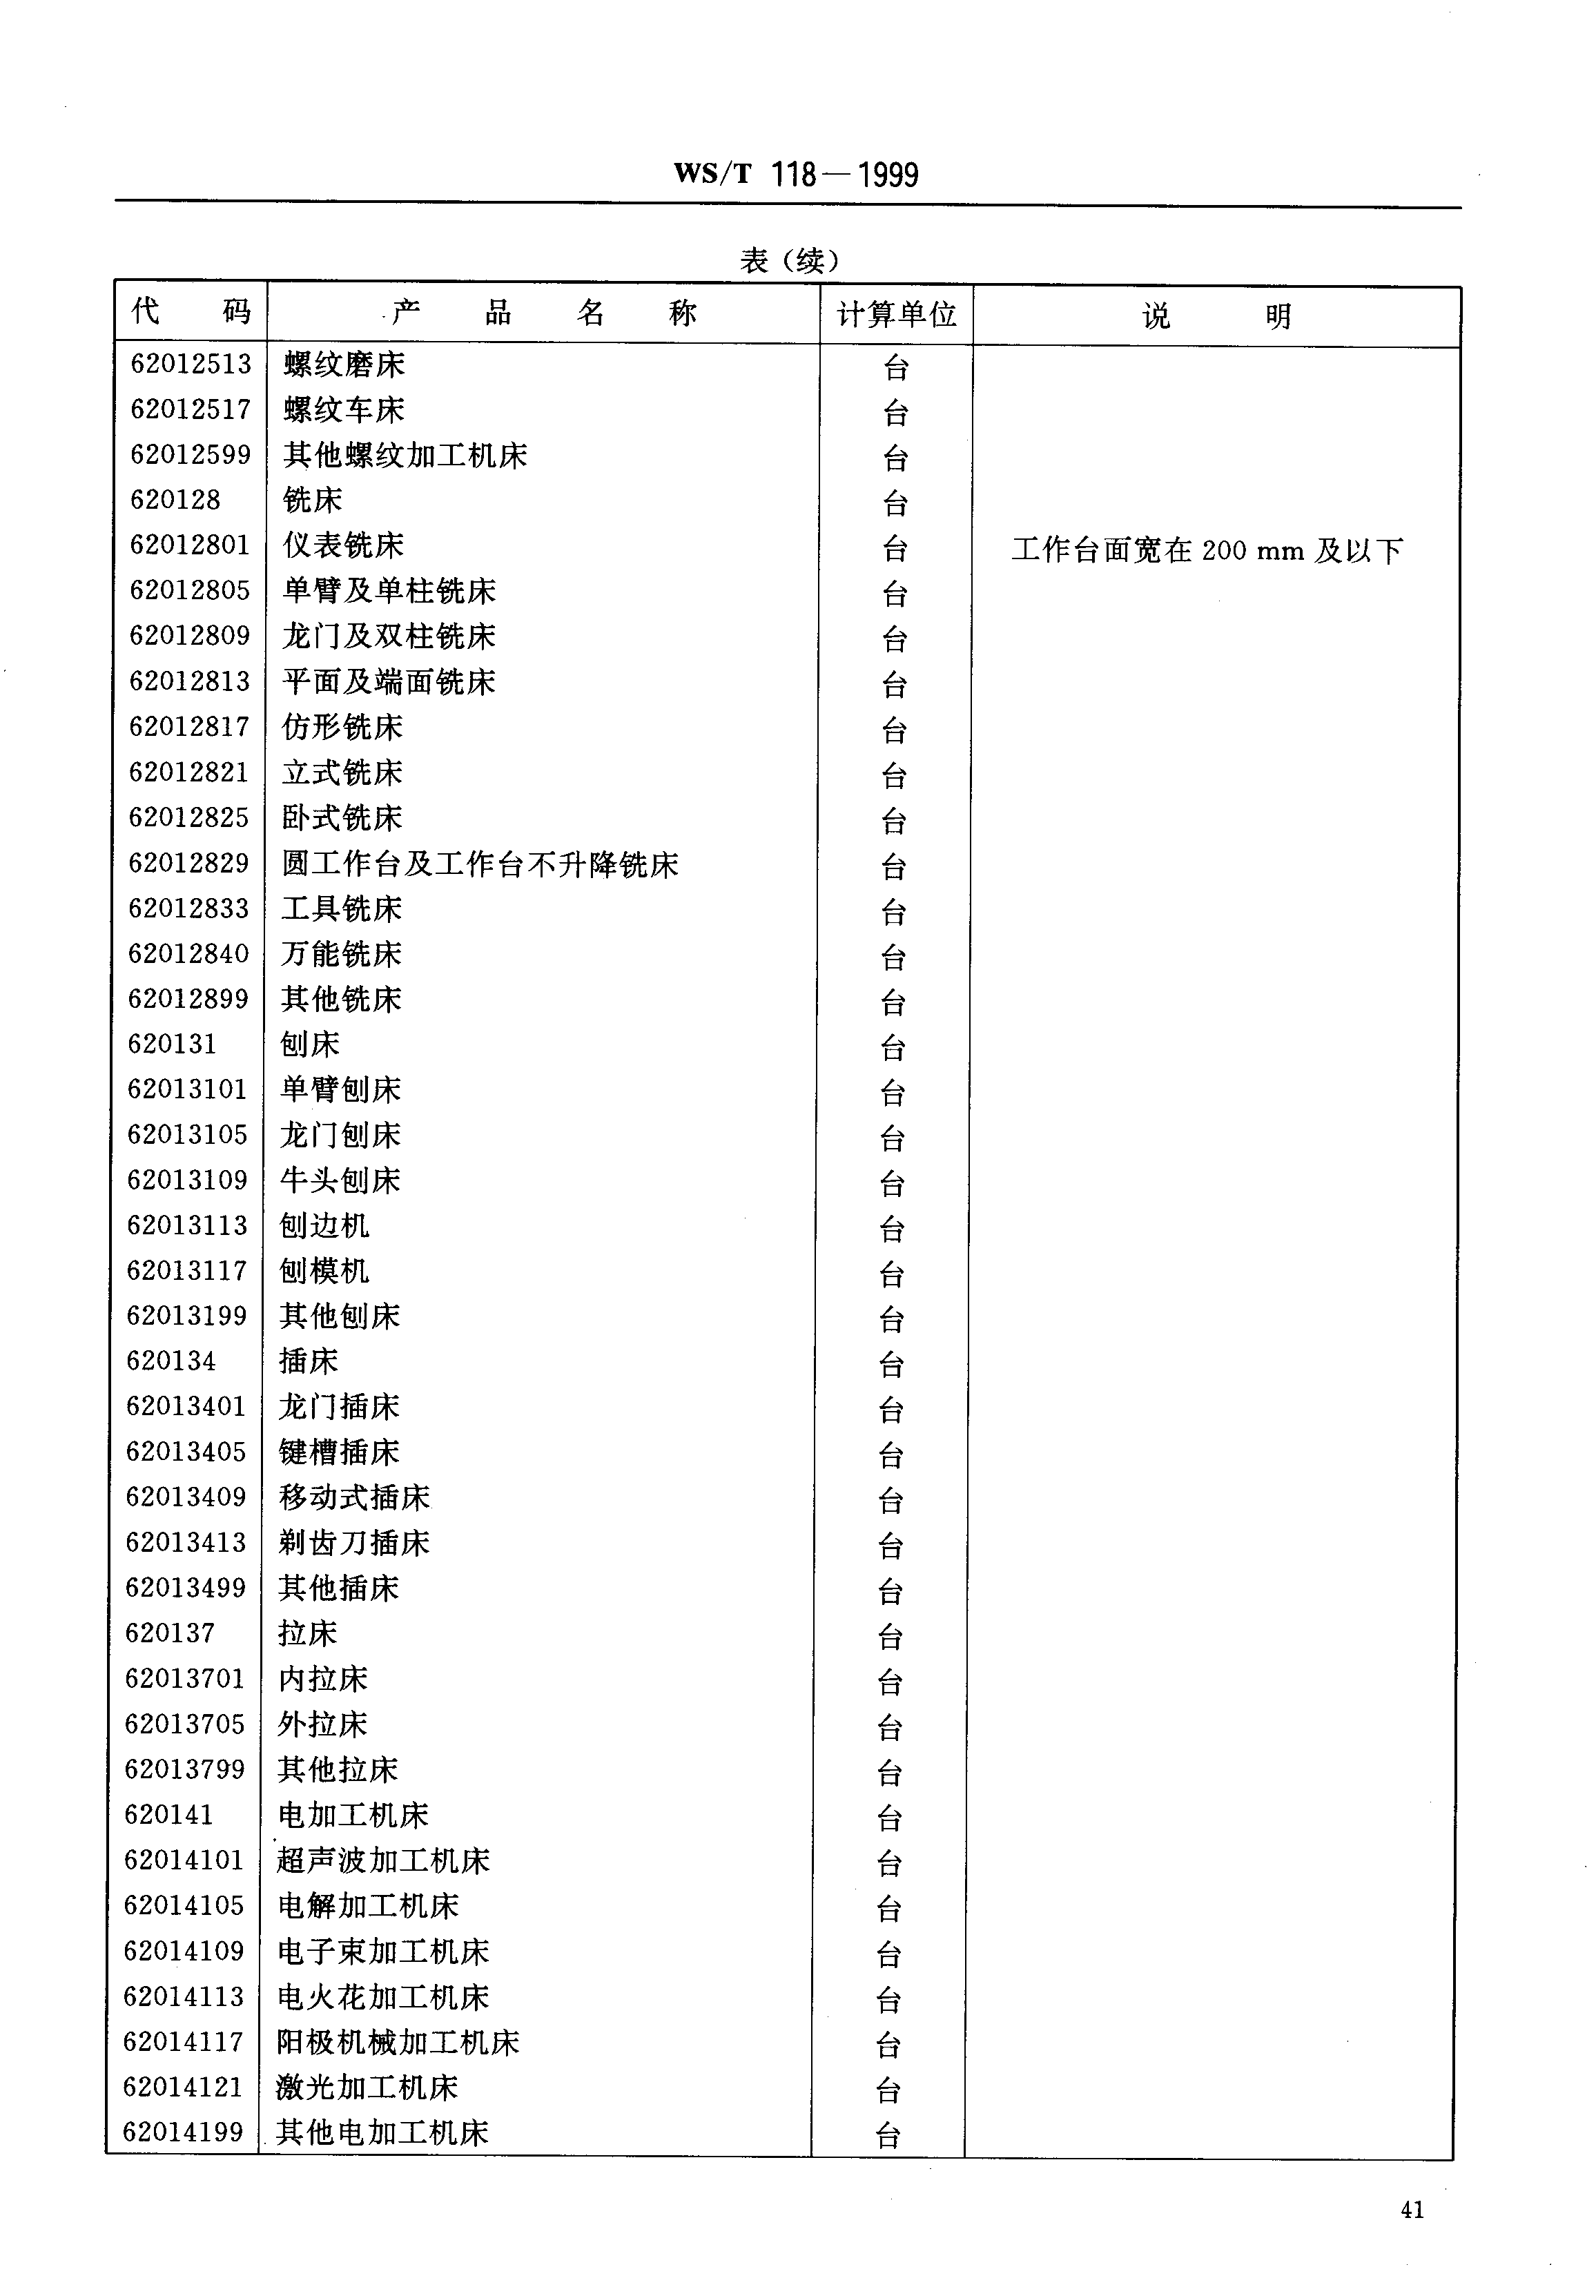 WS/T 118—1999
表（续）
代 码 产 品 名 称 计算单位 说 明
62012513 螺纹磨床 台
62012517 螺纹车床 台
62012599 其他螺纹加工机床 台
620128 铣床 台
62012801 仪表铣床 台 工作台面宽在 200 mm 及以下
62012805 单臂及单柱铣床 台
62012809 龙门及双柱铣床 台
62012813 平面及端面铣床 台
62012817 仿形铣床 台
62012821 立式铣床 台
62012825 卧式铣床 台
62012829 圆工作台及工作台不升降铣床 台
62012833 工具铣床 台
62012840 万能铣床 台
62012899 其他铣床 台
620131 刨床 台
62013101 单臂刨床 台
62013105 龙门刨床 台
62013109 牛头刨床 台
62013113 刨边机 台
62013117 刨模机 台
62013199 其他刨床 台
620134 插床 台
62013401 龙门插床 台
62013405 键槽插床 台
62013409 移动式插床 台
62013413 剃齿刀插床 台
62013499 其他插床 台
620137 拉床 台
62013701 内拉床 台
62013705 外拉床 台
62013799 其他拉床 台
620141 电加工机床 台
62014101 超声波加工机床 台
62014105 电解加工机床 台
62014109 电子束加工机床 台
62014113 电火花加工机床 台
62014117 阳极机械加工机床 台
62014121 激光加工机床 台
62014199 其他电加工机床 台
41